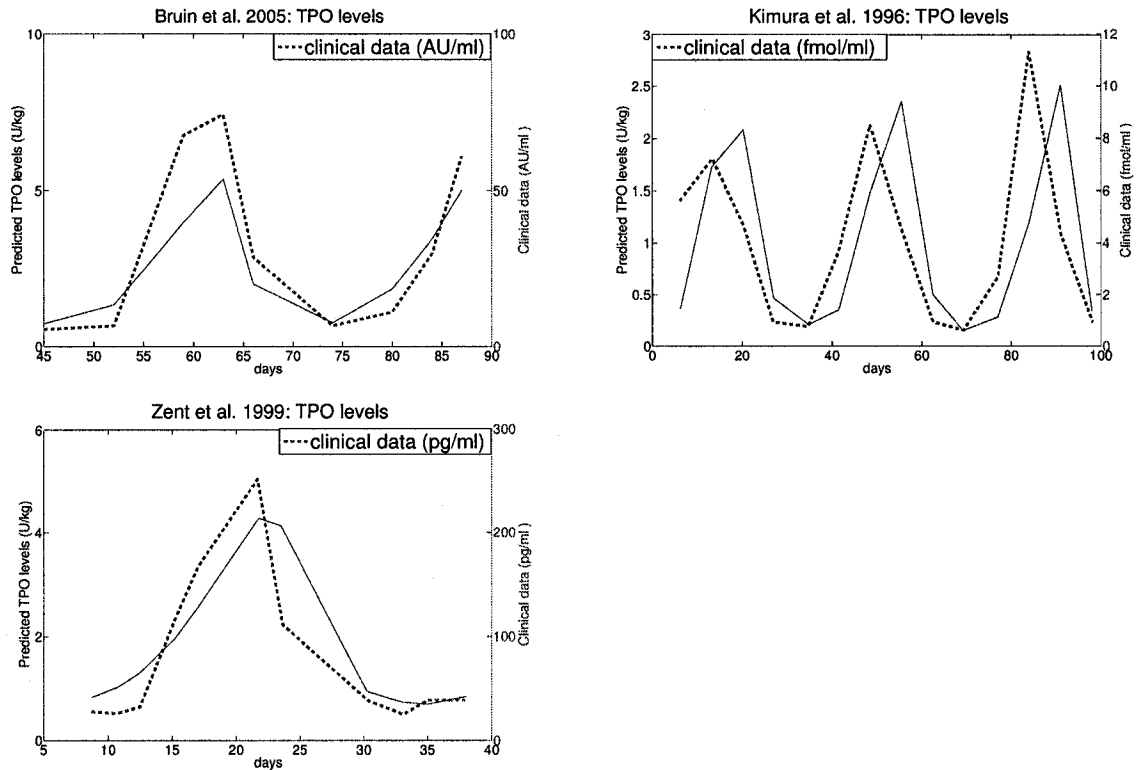 Bruin et al. 2005: TPO levels
clinical data (AU/ml)
Predicted TPO levels (U/kg)
10
5
0
100
50
0
Clinical data (AU/ml)
45 50 55 60 65 70 75 80 85 90
days
Kimura et al. 1996: TPO levels
clinical data (fmol/ml)
Predicted TPO levels (U/kg)
3
2.5
2
1.5
1
0.5
0
12
10
8
6
4
2
0
Clinical data (fmol/ml)
0 20 40 60 80 100
days
Zent et al. 1999: TPO levels
clinical data (pg/ml)
Predicted TPO levels (U/kg)
6
4
2
0
300
200
100
0
Clinical data (pg/ml)
5 10 15 20 25 30 35 40
days